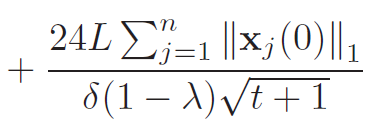 + \frac{24L \sum_{j=1}^{n} \|\mathbf{x}_j(0)\|_1}{\delta(1 - \lambda)\sqrt{t + 1}}